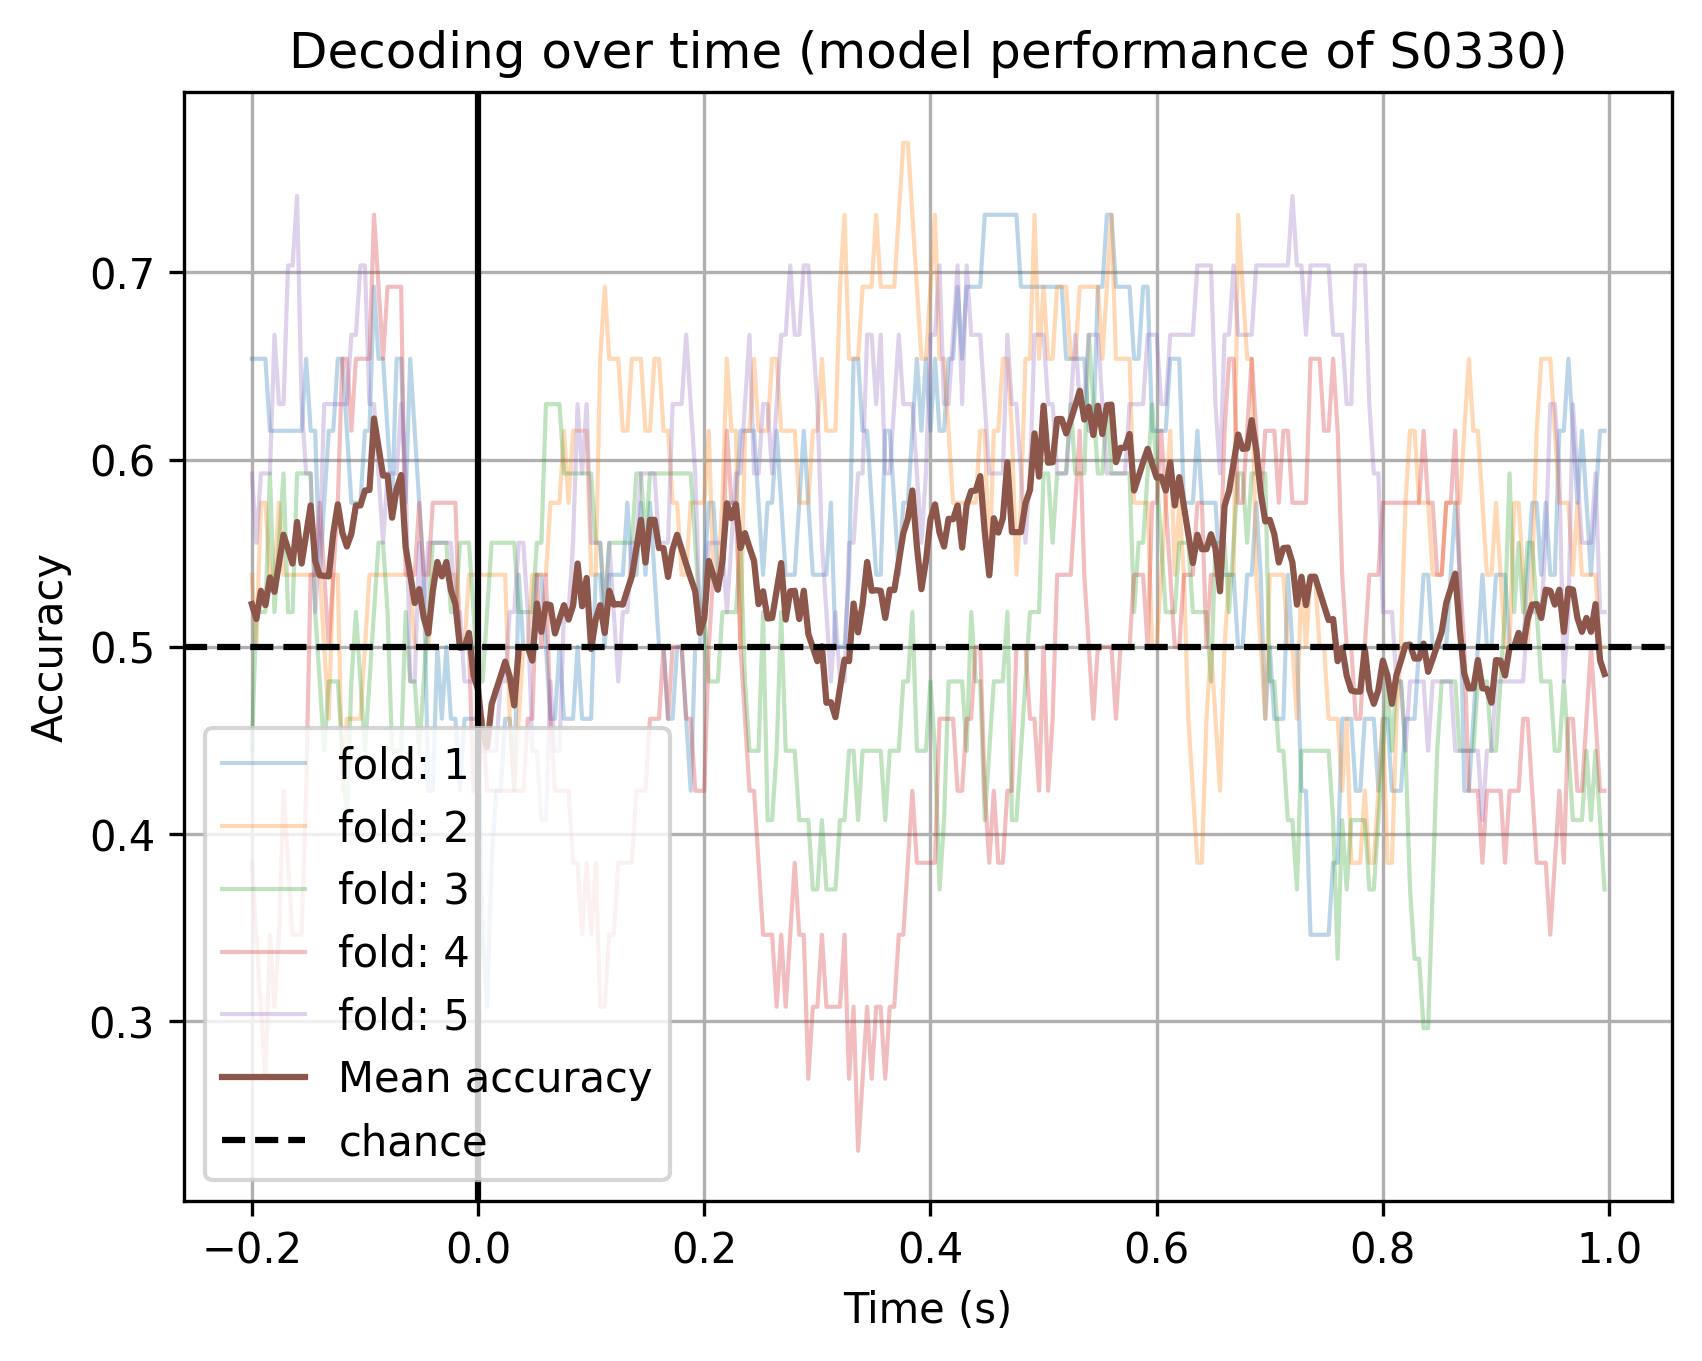 Decoding over time (model performance of S0330)
Accuracy
0.7
0.6
0.5
0.4
0.3
fold: 1
fold: 2
fold: 3
fold: 4
fold: 5
Mean accuracy
chance
−0.2 0.0 0.2 0.4 0.6 0.8 1.0
Time (s)